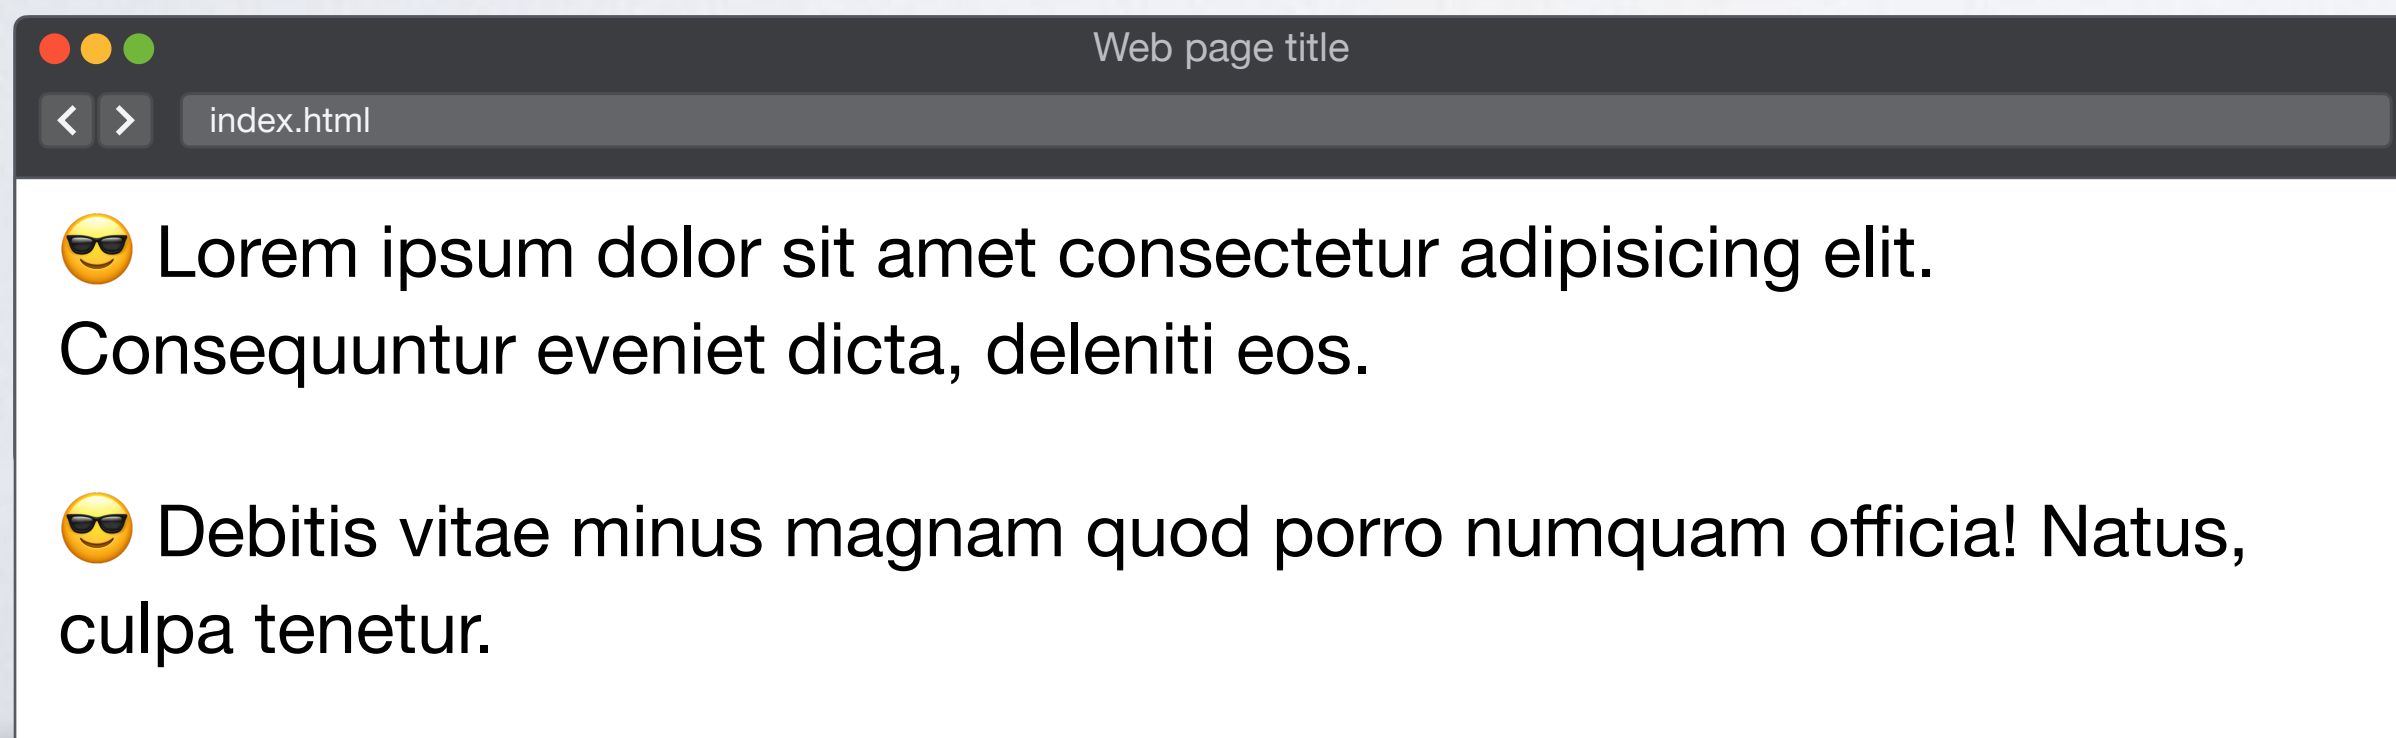 Web page title
index.html
😎 Lorem ipsum dolor sit amet consectetur adipisicing elit.
Consequuntur eveniet dicta, deleniti eos.
😎 Debitis vitae minus magnam quod porro numquam officia! Natus,
culpa tenetur.